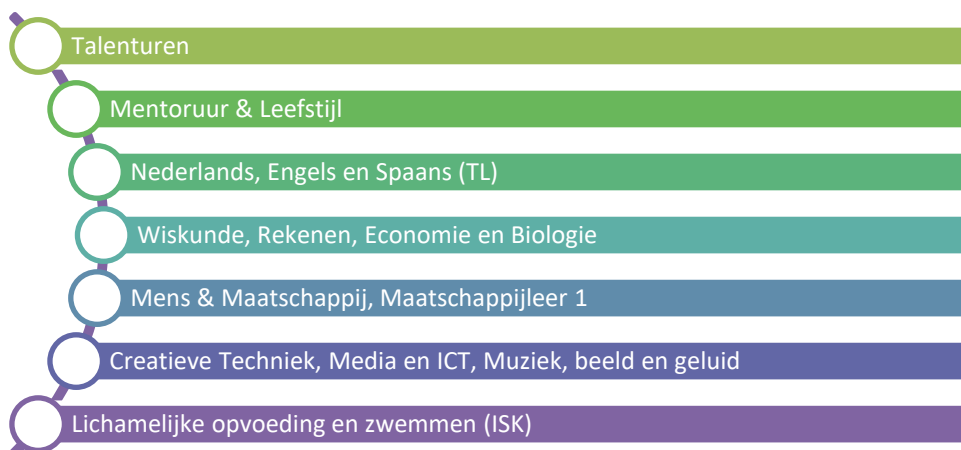 Talenturen
Mentoruur & Leefstijl
Nederlands, Engels en Spaans (TL)
Wiskunde, Rekenen, Economie en Biologie
Mens & Maatschappij, Maatschappijleer 1
Creatieve Techniek, Media en ICT, Muziek, beeld en geluid
Lichamelijke opvoeding en zwemmen (ISK)